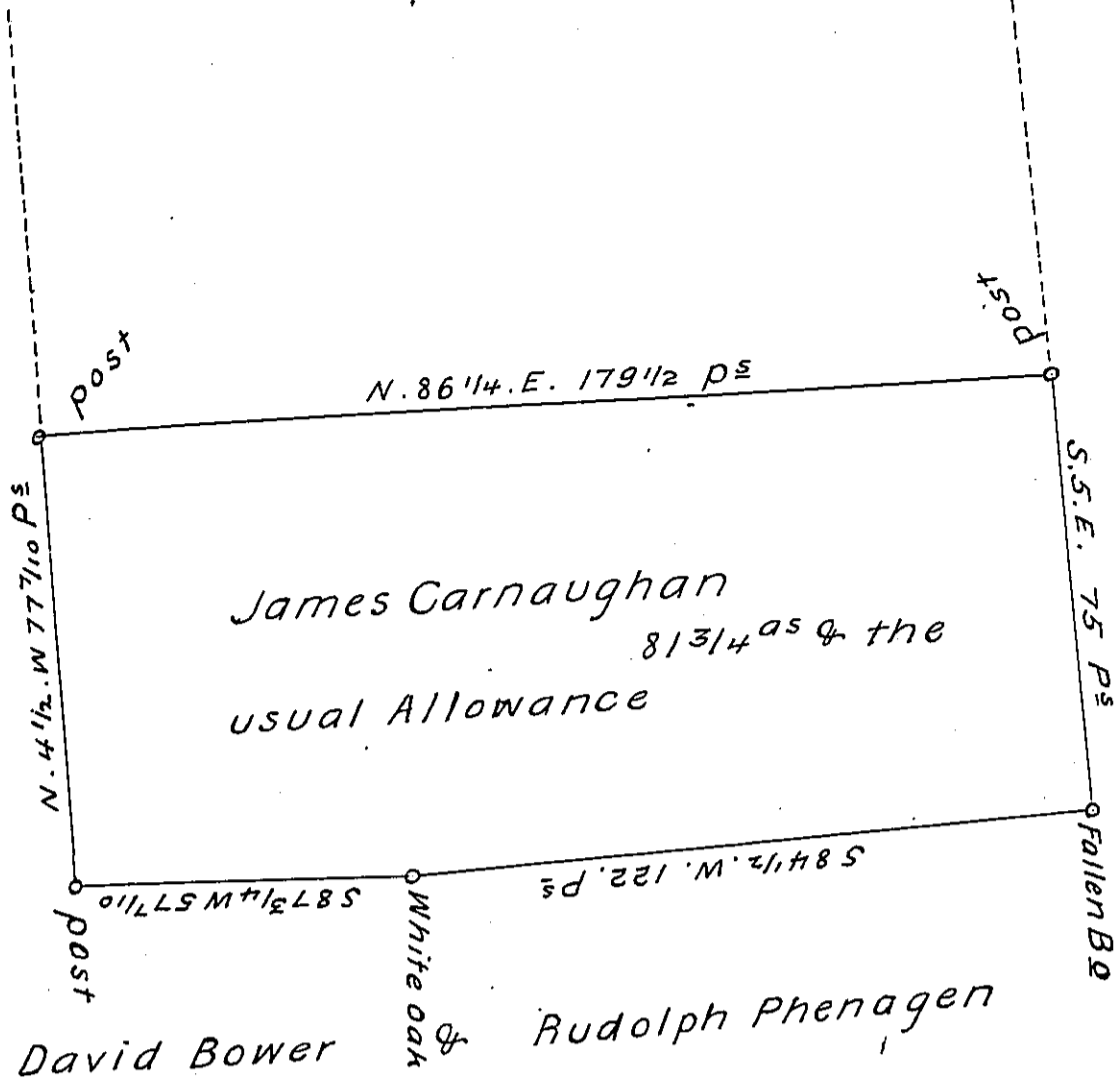 post
post
N. 86 1/4. E. 179 1/2 ps
N. 4 1/2. W 77 7/10 Ps
S. 5. E. 75 Ps
James Carnaughan
81 3/4 as & the
usual Allowance
S 84 1/2. W. 122. Ps
S 87 3/4 W 57 7/10
post
White oak
Fallen BO
David Bower & Rudolph Phenagen